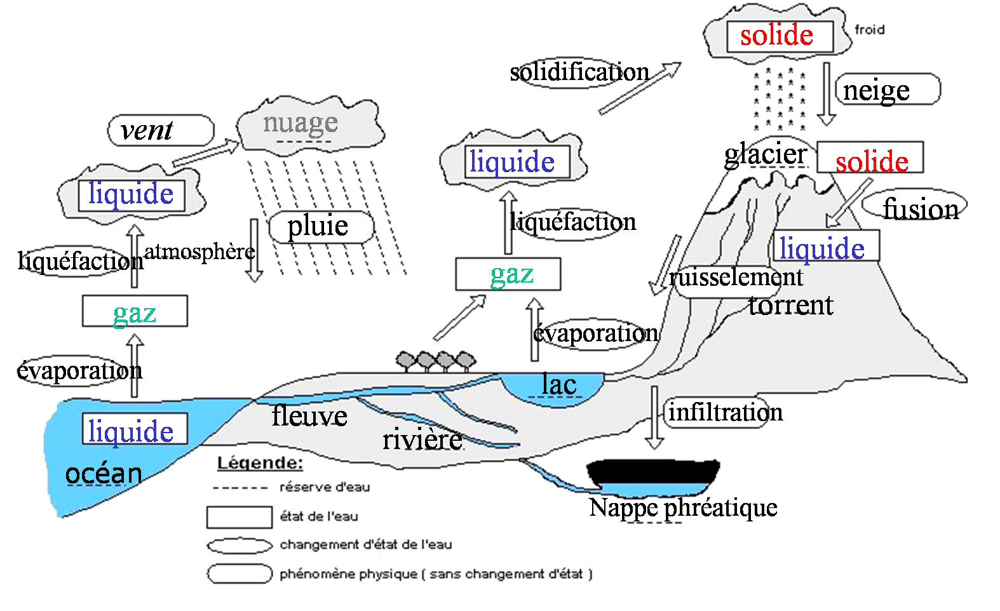 solide
froid
solidification
neige
vent
nuage
liquide
liquide
glacier
solide
fusion
pluie
liquéfaction
atmosphère
liquéfaction
liquide
gaz
ruisselement
torrent
gaz
évaporation
évaporation
lac
fleuve
infiltration
liquide
rivière
océan
Légende:
réserve d'eau
Nappe phréatique
état de l'eau
changement d'état de l'eau
phénomène physique ( sans changement d'état )